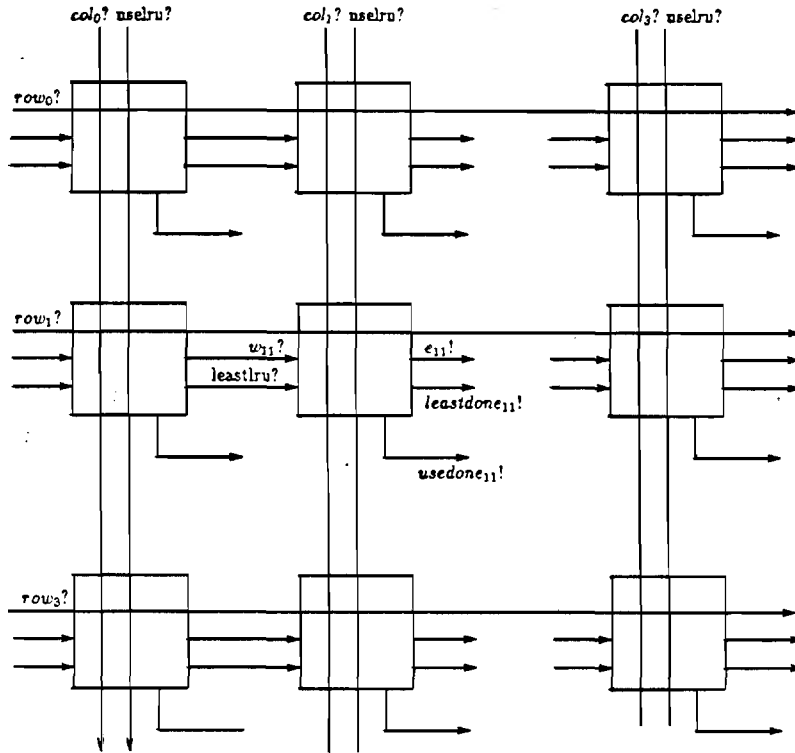 col₀? uselru? col₁? uselru? col₃? uselru?
row₀?
row₁?
w₁₁? e₁₁!
leastlru? leastdone₁₁!
usedone₁₁!
row₃?